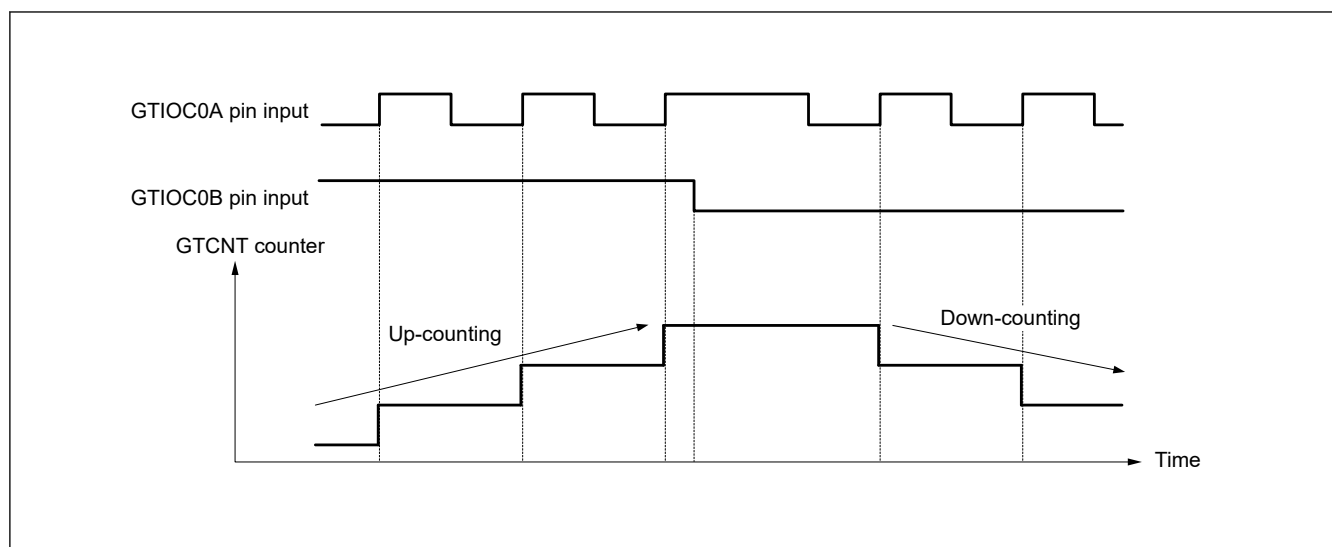 GTIOC0A pin input
GTIOC0B pin input
GTCNT counter
Up-counting
Down-counting
Time